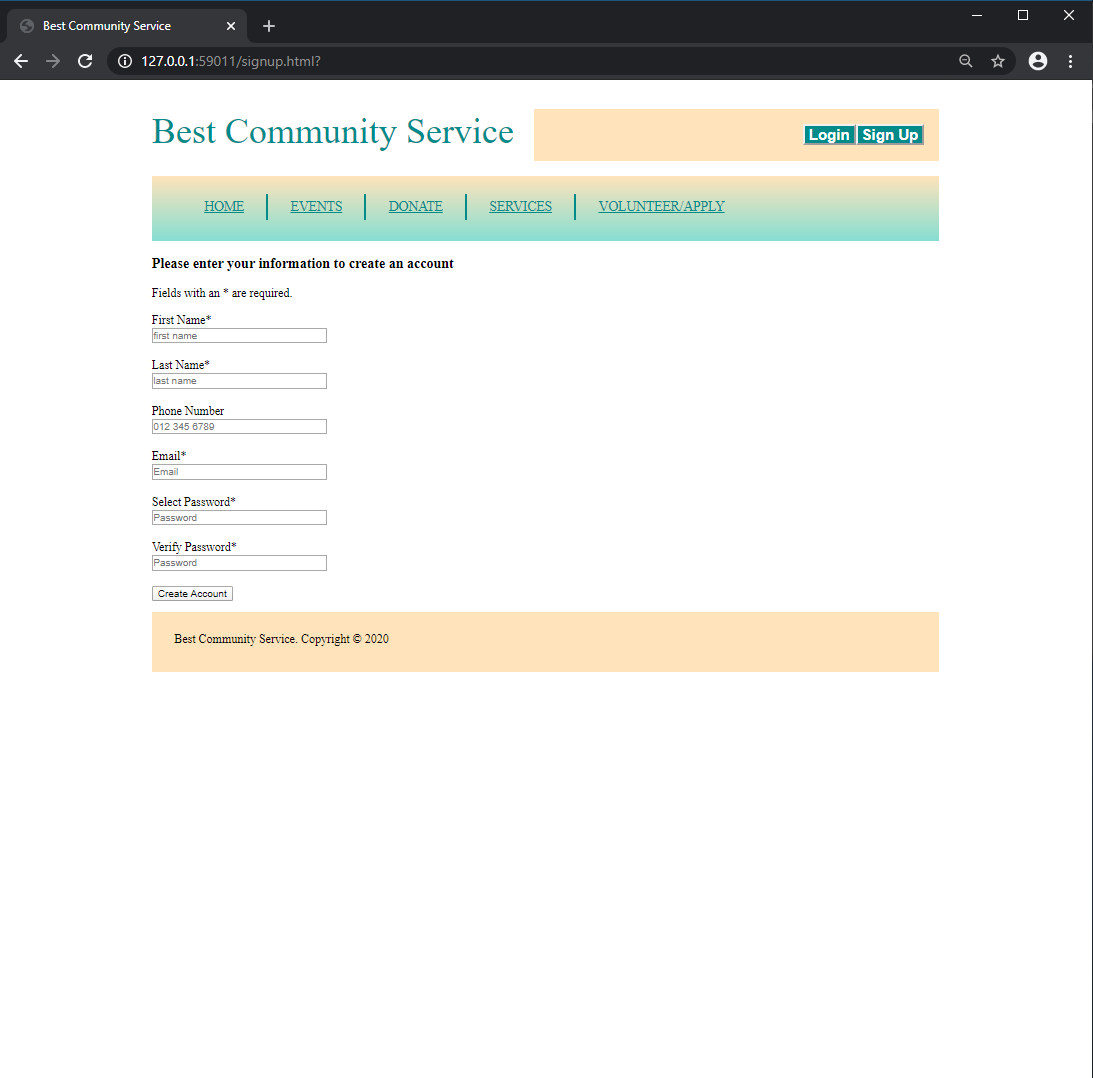 Best Community Service
127.0.0.1:59011/signup.html?
Best Community Service
Login Sign Up
HOME EVENTS DONATE SERVICES VOLUNTEER/APPLY
Please enter your information to create an account
Fields with an * are required.
First Name*
first name
Last Name*
last name
Phone Number
012 345 6789
Email*
Email
Select Password*
Password
Verify Password*
Password
Create Account
Best Community Service. Copyright © 2020